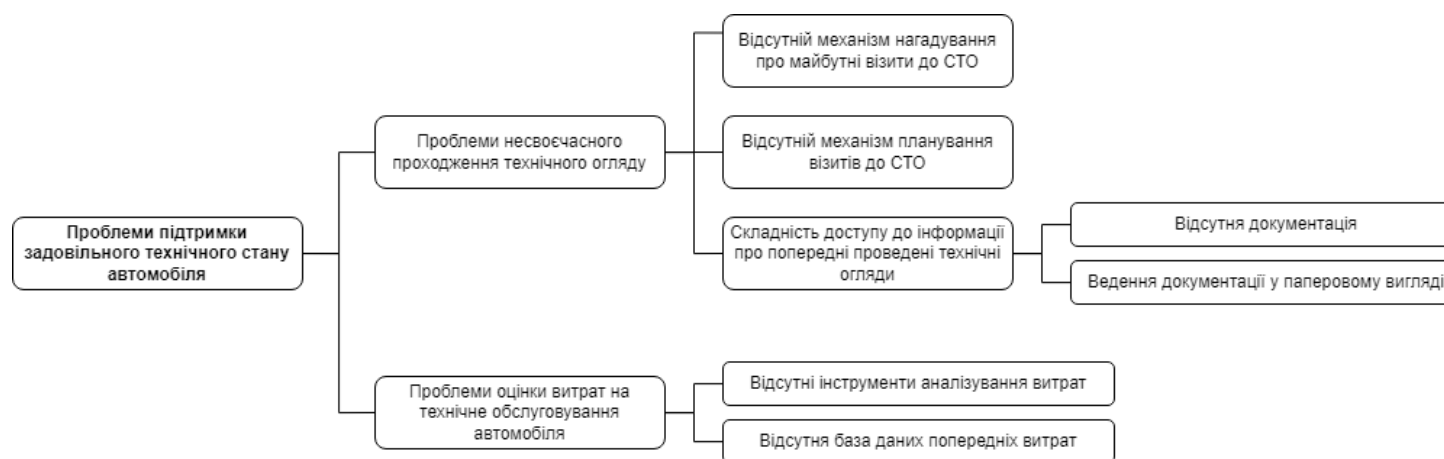 Відсутній механізм нагадування
про майбутні візити до СТО
Проблеми несвоєчасного
проходження технічного огляду
Відсутній механізм планування
візитів до СТО
Проблеми підтримки
задовільного технічного стану
автомобіля
Складність доступу до інформації
про попередні проведені технічні
огляди
Відсутня документація
Ведення документації у паперовому вигляді
Проблеми оцінки витрат на
технічне обслуговування
автомобіля
Відсутні інструменти аналізування витрат
Відсутня база даних попередніх витрат